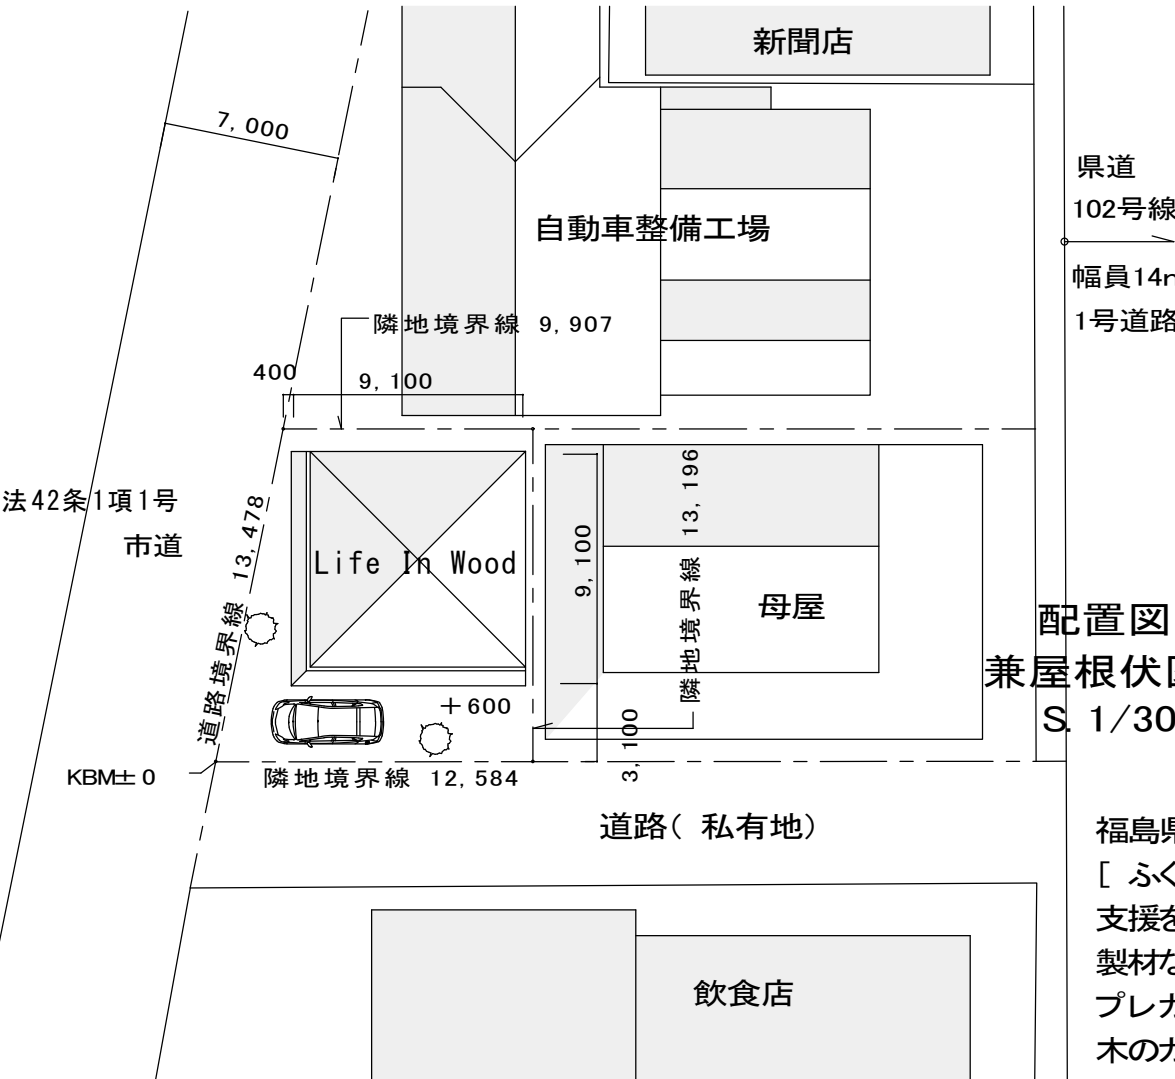 新聞店
7,000
県道
102号線
自動車整備工場
幅員14m
1号道路
隣地境界線 9,907
400
9,100
法42条1項1号
市道
道路境界線 13,478
Life In Wood
9,100
隣地境界線 13,196
母屋
配置図
兼屋根伏図
S.1/30
+600
3,100
KBM±0
隣地境界線 12,584
道路(私有地)
福島県
[ ふく
支援を
製材な
プレカ
木のカ
飲食店